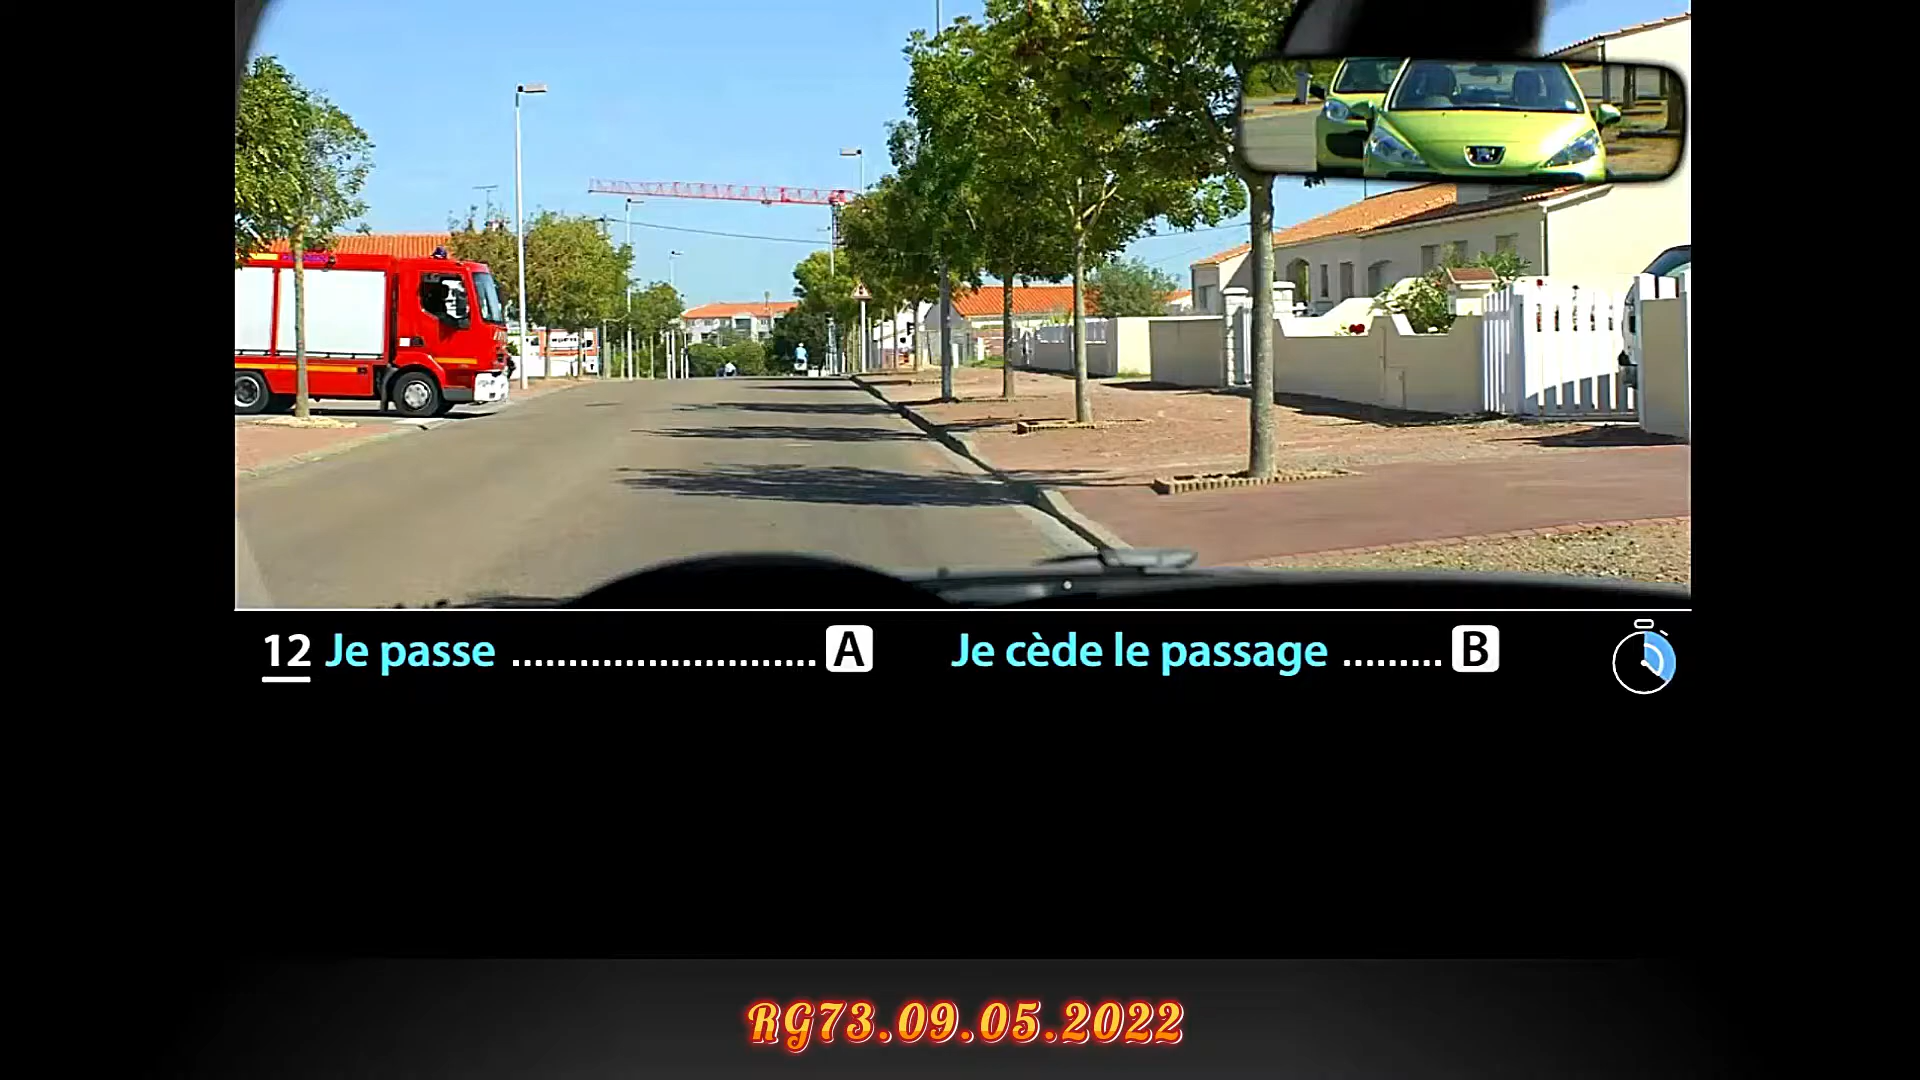 12 Je passe ........................... A
Je cède le passage ......... B
RG73.09.05.2022